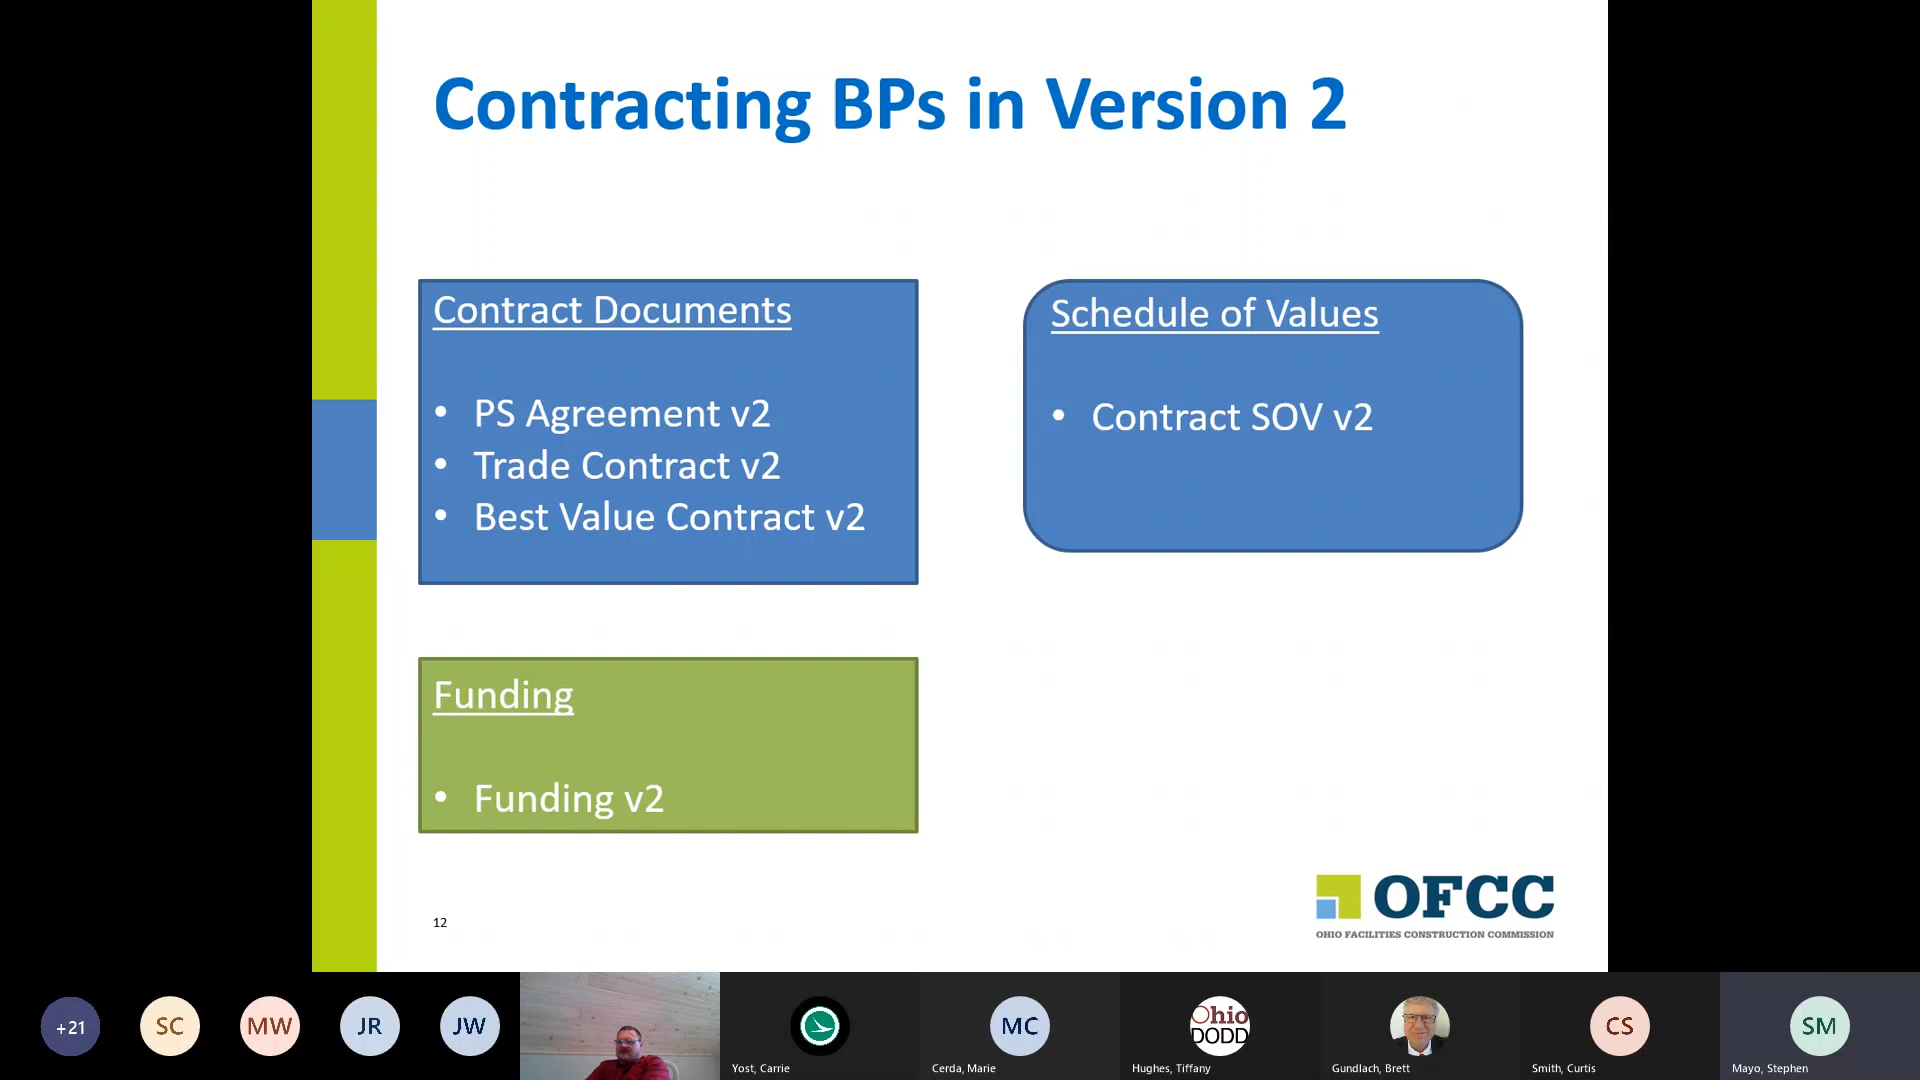 Contracting BPs in Version 2
Contract Documents
• PS Agreement v2
• Trade Contract v2
• Best Value Contract v2
Schedule of Values
• Contract SOV v2
Funding
• Funding v2
12
OFCC
OHIO FACILITIES CONSTRUCTION COMMISSION
+21
SC
MW
JR
JW
Yost, Carrie
MC
Cerda, Marie
Ohio
DODD
Hughes, Tiffany
Gundlach, Brett
CS
Smith, Curtis
SM
Mayo, Stephen